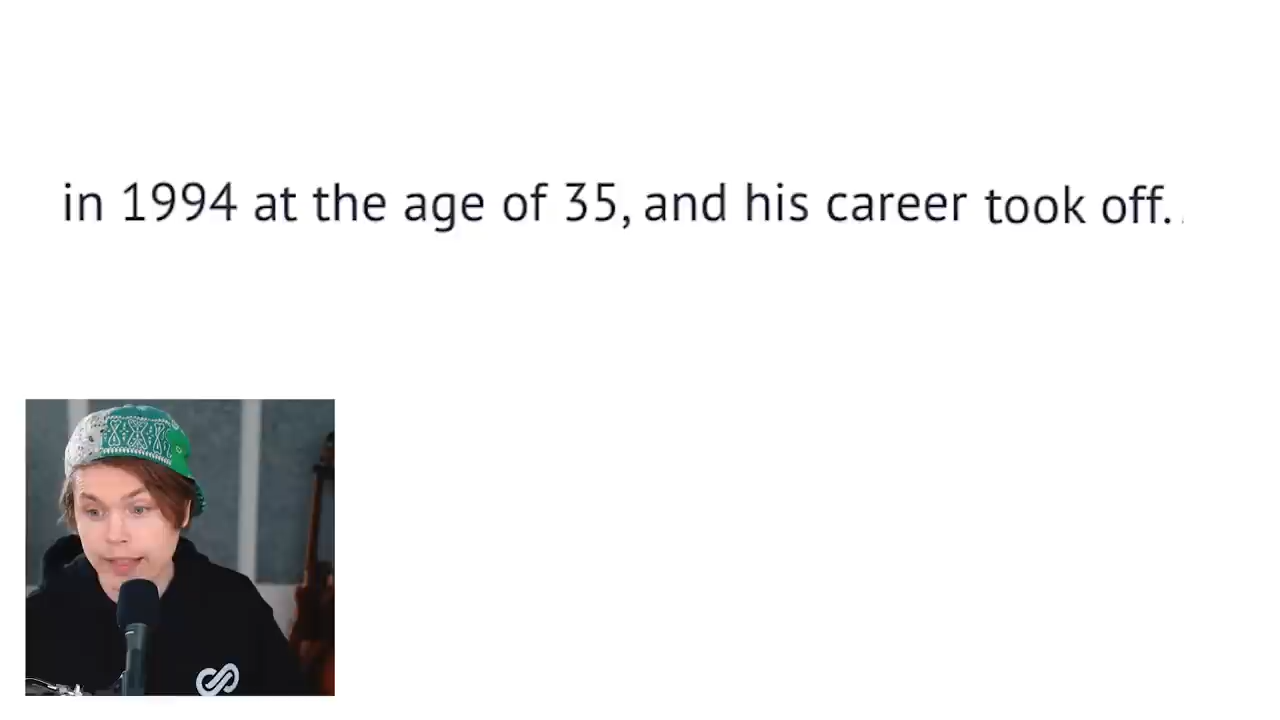 in 1994 at the age of 35, and his career took off.